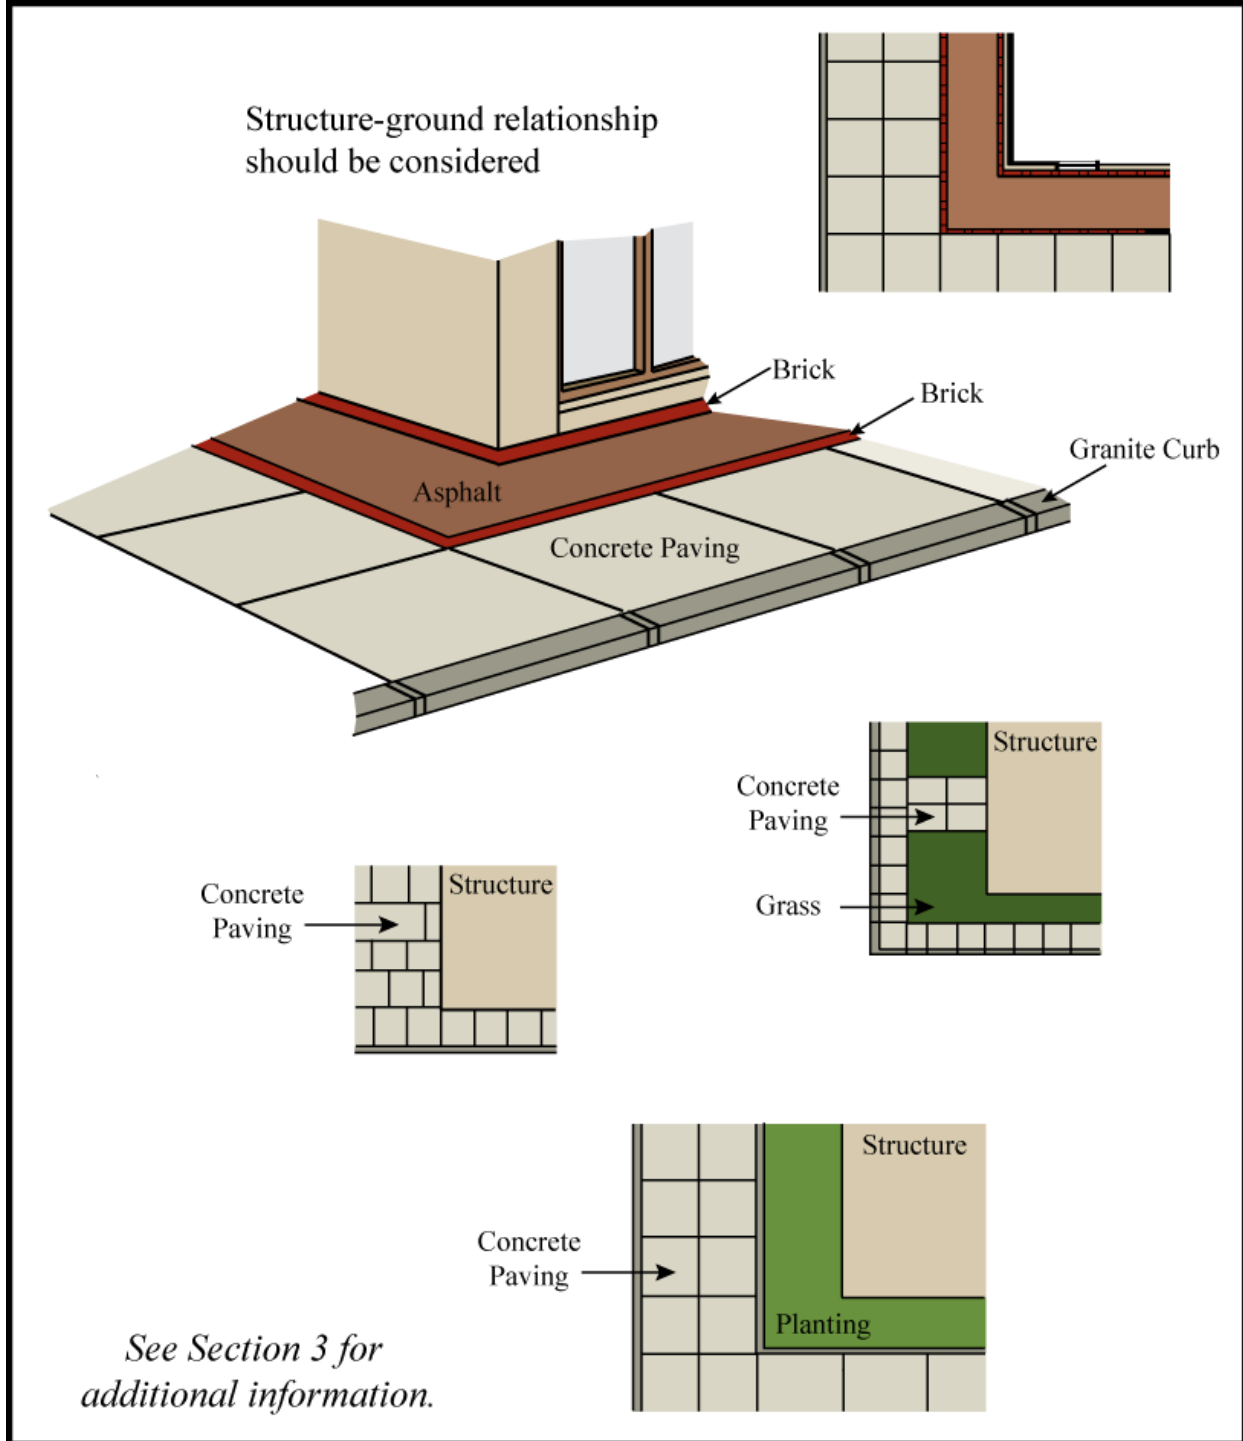 Structure-ground relationship
should be considered
Brick
Brick
Granite Curb
Asphalt
Concrete Paving
Structure
Concrete
Paving
Grass
Structure
Concrete
Paving
Structure
Concrete
Paving
Planting
See Section 3 for
additional information.